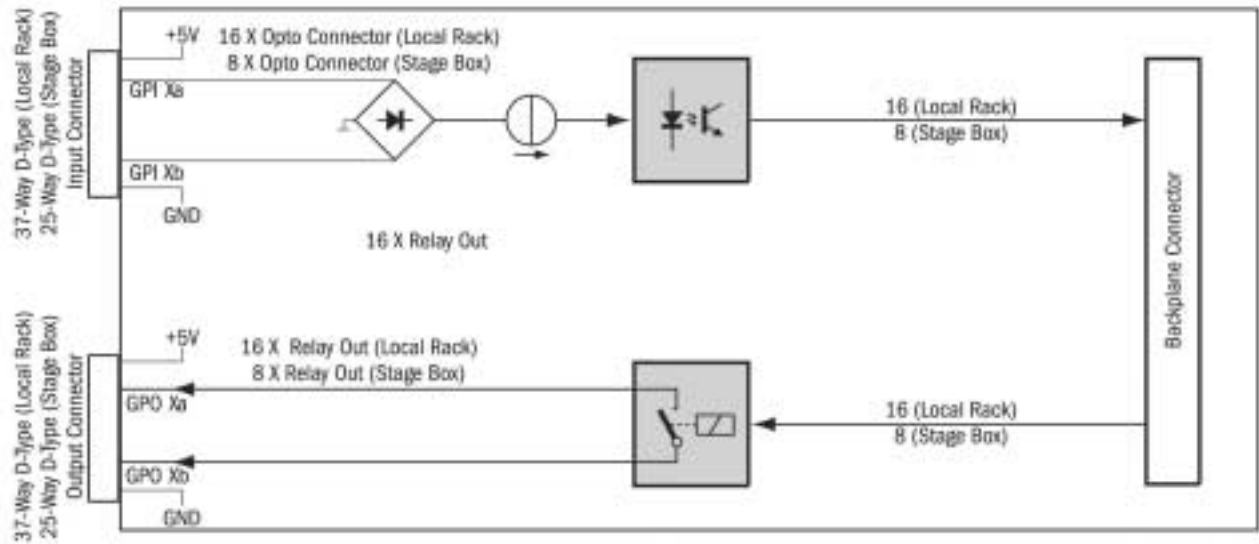 37-Way D-Type (Local Rack)
25-Way D-Type (Stage Box)
Input Connector
+5V
GPI Xa
GPI Xb
GND
16 X Opto Connector (Local Rack)
8 X Opto Connector (Stage Box)
16 (Local Rack)
8 (Stage Box)
Backplane Connector
16 X Relay Out
37-Way D-Type (Local Rack)
25-Way D-Type (Stage Box)
Output Connector
+5V
GPO Xa
GPO Xb
GND
16 X Relay Out (Local Rack)
8 X Relay Out (Stage Box)
16 (Local Rack)
8 (Stage Box)